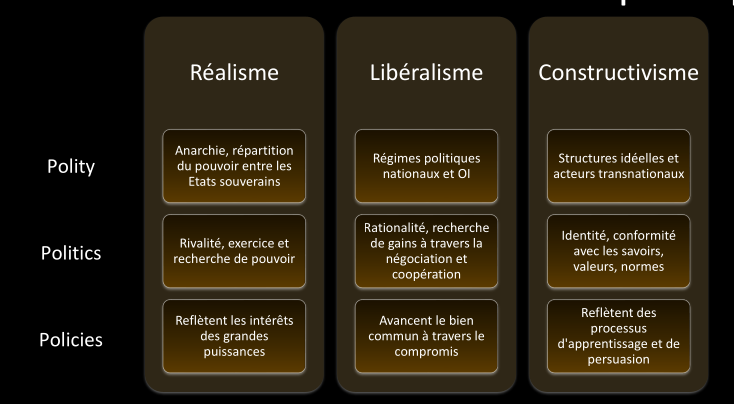 Réalisme
Libéralisme
Constructivisme
Polity
Anarchie, répartition
du pouvoir entre les
Etats souverains
Régimes politiques
nationaux et OI
Structures idéelles et
acteurs transnationaux
Politics
Rivalité, exercice et
recherche de pouvoir
Rationalité, recherche
de gains à travers la
négociation et
coopération
Identité, conformité
avec les savoirs,
valeurs, normes
Policies
Reflètent les intérêts
des grandes
puissances
Avancent le bien
commun à travers le
compromis
Reflètent des
processus
d'apprentissage et de
persuasion